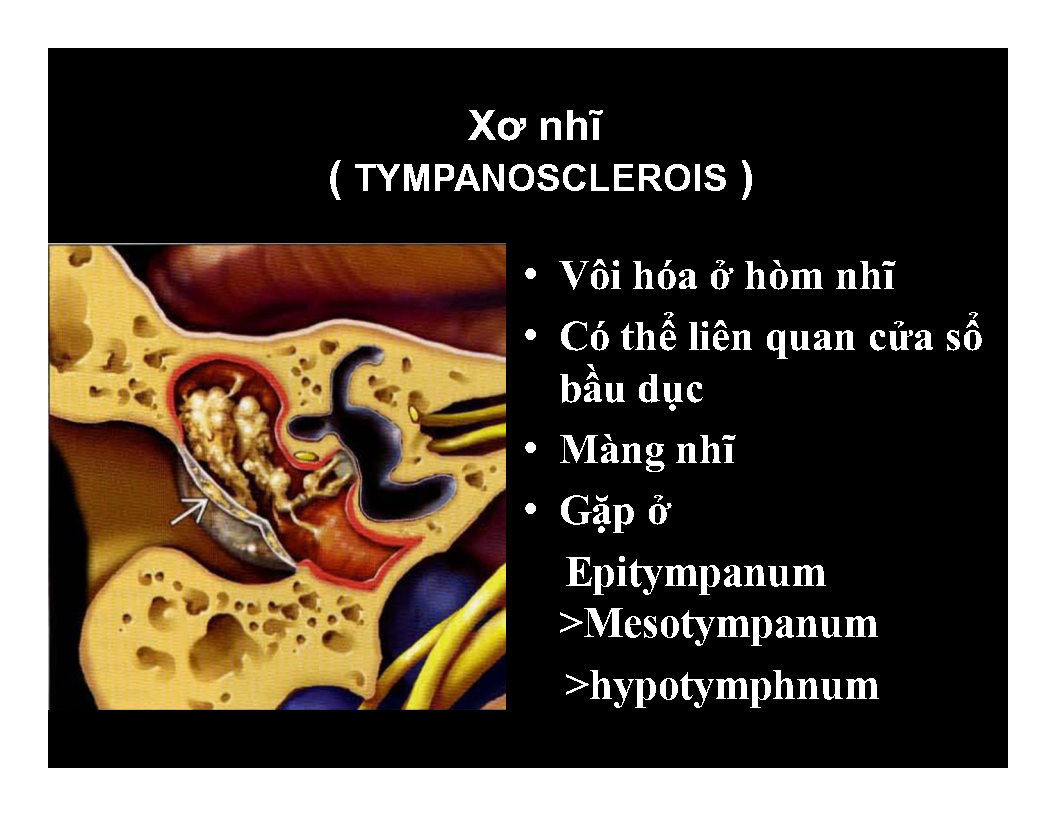 Xơ nhĩ
( TYMPANOSCLEROIS )
• Vôi hóa ở hòm nhĩ
• Có thể liên quan cửa sổ
bầu dục
• Màng nhĩ
• Gặp ở
Epitympanum
>Mesotympanum
>hypotymphnum